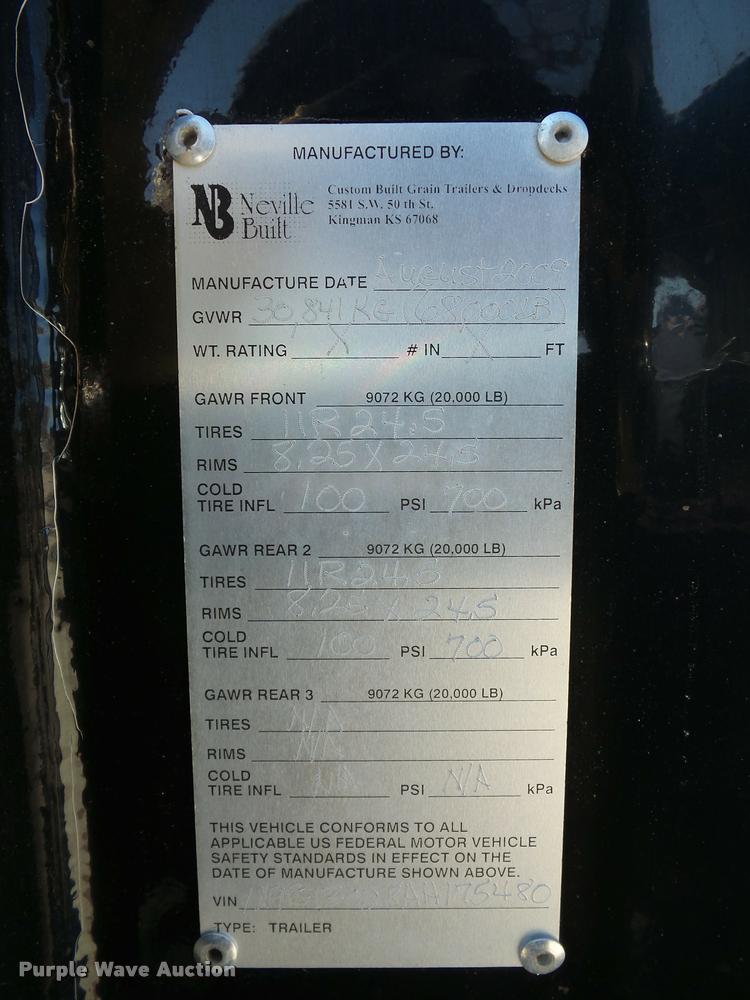 MANUFACTURED BY:
NB Neville Built
Custom Built Grain Trailers & Dropdecks
5581 S.W. 50 th St.
Kingman KS 67068
MANUFACTURE DATE August 2009
GVWR 30,841 KG (68,000 LB)
WT. RATING X # IN X FT
GAWR FRONT 9072 KG (20,000 LB)
TIRES 11R24.5
RIMS 8.25 X 24.5
COLD
TIRE INFL 100 PSI 700 kPa
GAWR REAR 2 9072 KG (20,000 LB)
TIRES 11R24.5
RIMS 8.25 X 24.5
COLD
TIRE INFL 100 PSI 700 kPa
GAWR REAR 3 9072 KG (20,000 LB)
TIRES
RIMS
COLD
TIRE INFL NA PSI N/A kPa
THIS VEHICLE CONFORMS TO ALL
APPLICABLE US FEDERAL MOTOR VEHICLE
SAFETY STANDARDS IN EFFECT ON THE
DATE OF MANUFACTURE SHOWN ABOVE.
VIN
TYPE: TRAILER
Purple Wave Auction